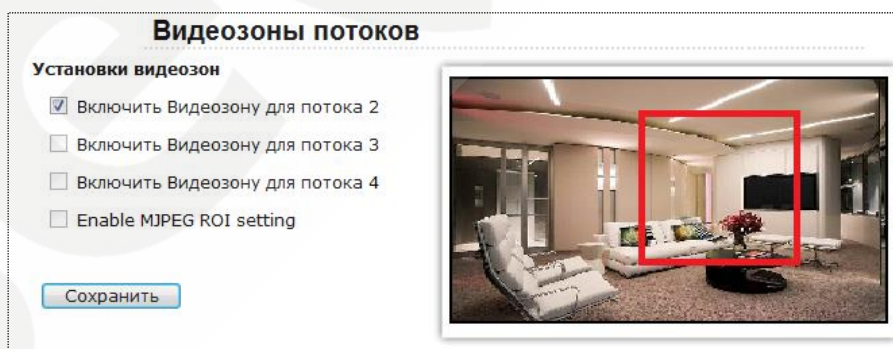 Видеозоны потоков
Установки видеозон
Включить Видеозону для потока 2
Включить Видеозону для потока 3
Включить Видеозону для потока 4
Enable MJPEG ROI setting
Сохранить